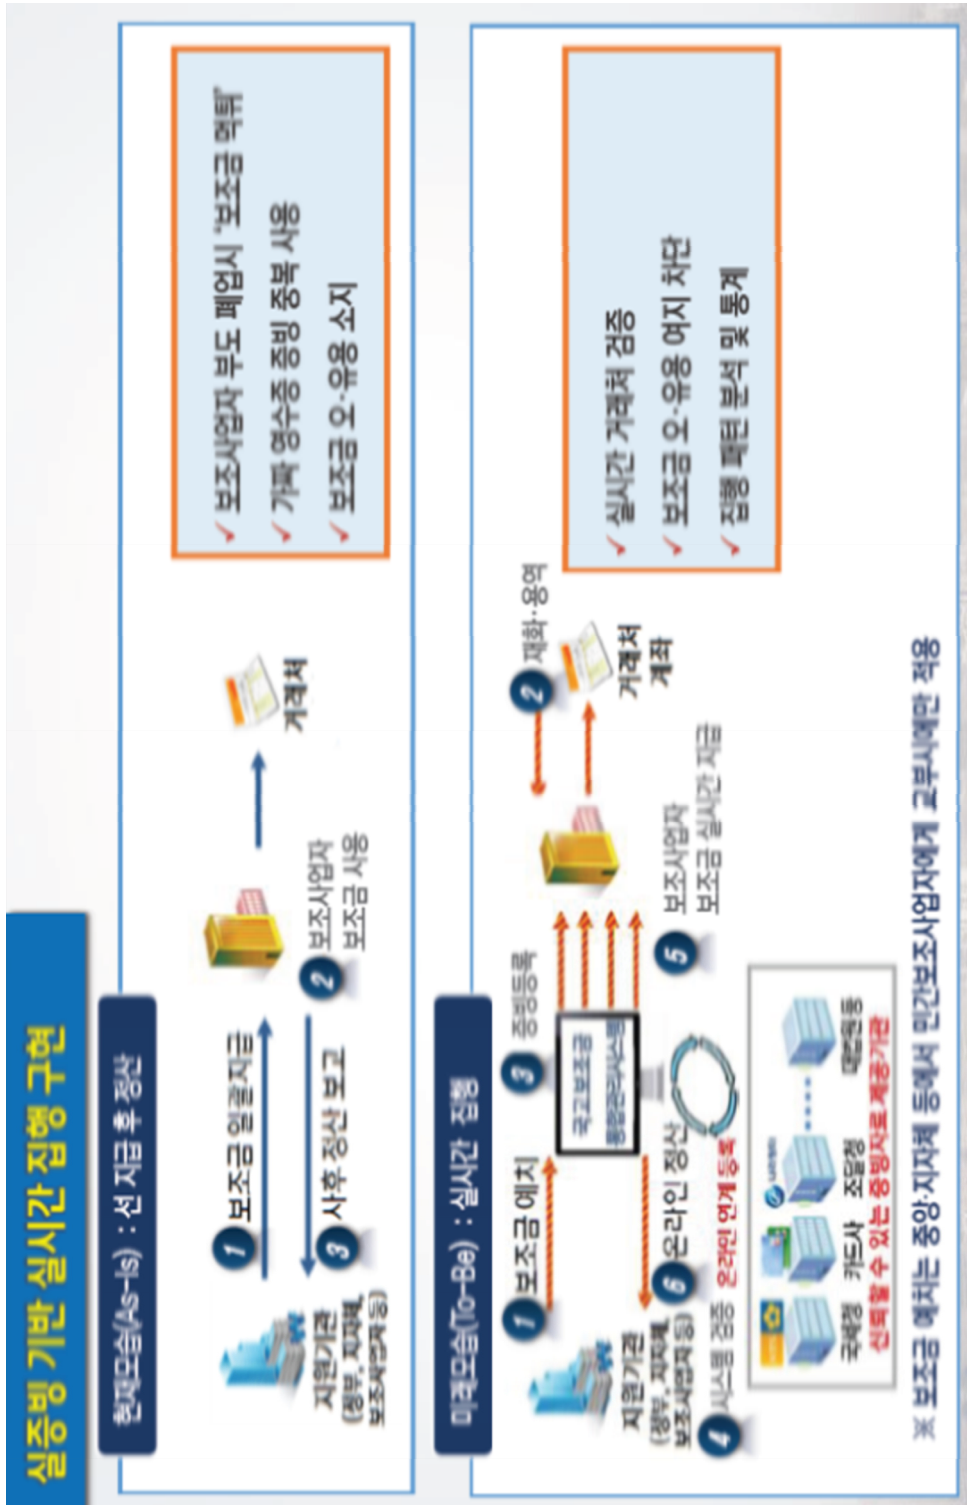 실증빙 기반 실시간 집행 구현
현재모습(As-Is) : 선 지급 후 정산
1 보조금 일괄지급
3 사후 정산 보고
지원기관
(정부, 지자체,
보조사업자 등)
2 보조사업자
보조금 사용
거래처
✓ 보조사업자 부도 폐업시 "보조금 먹튀"
✓ 가짜 영수증 증빙 중복 사용
✓ 보조금 오·유용 소지
미래모습(To-Be) : 실시간 집행
1 보조금 예치
지원기관
(정부, 지자체,
보조사업자 등)
6 온라인 정산
3 증빙등록
국고보조금
통합관리시스템
2 재화·용역
거래처
계좌
5 보조사업자
보조금 실시간 지급
4 시스템 검증
온라인 연계 등록
국세청 카드사 조달청 대법원 등
신뢰할 수 있는 증빙자료 제공기관
✓ 실시간 거래처 검증
✓ 보조금 오·유용 여지 차단
✓ 집행 패턴 분석 및 통계
※ 보조금 예치는 중앙·지자체 등에서 민간보조사업자에게 교부시에만 적용